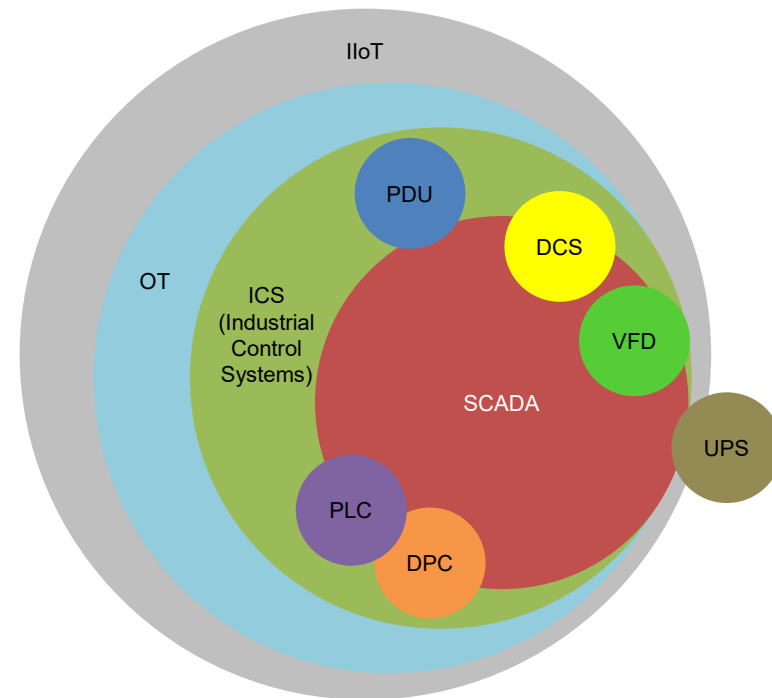 IIoT
PDU
DCS
OT
ICS
(Industrial
Control
Systems)
VFD
SCADA
UPS
PLC
DPC